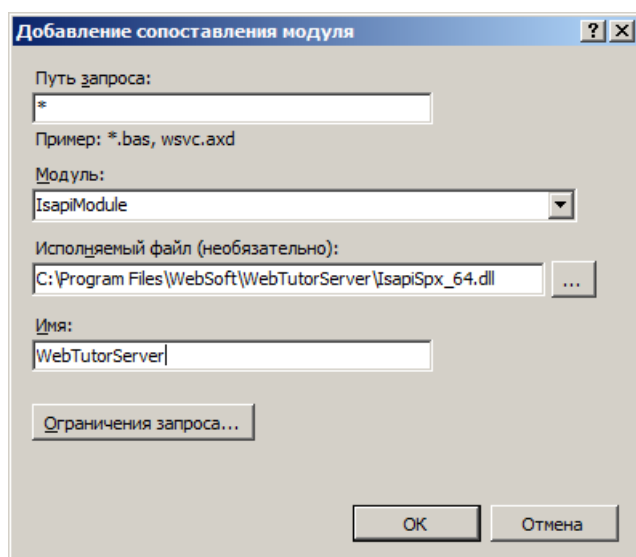 Добавление сопоставления модуля
Путь запроса:
*
Пример: *.bas, wsvc.axd
Модуль:
IsapiModule
Исполняемый файл (необязательно):
C:\Program Files\WebSoft\WebTutorServer\IsapiSpx_64.dll
...
Имя:
WebTutorServer
Ограничения запроса...
OK
Отмена